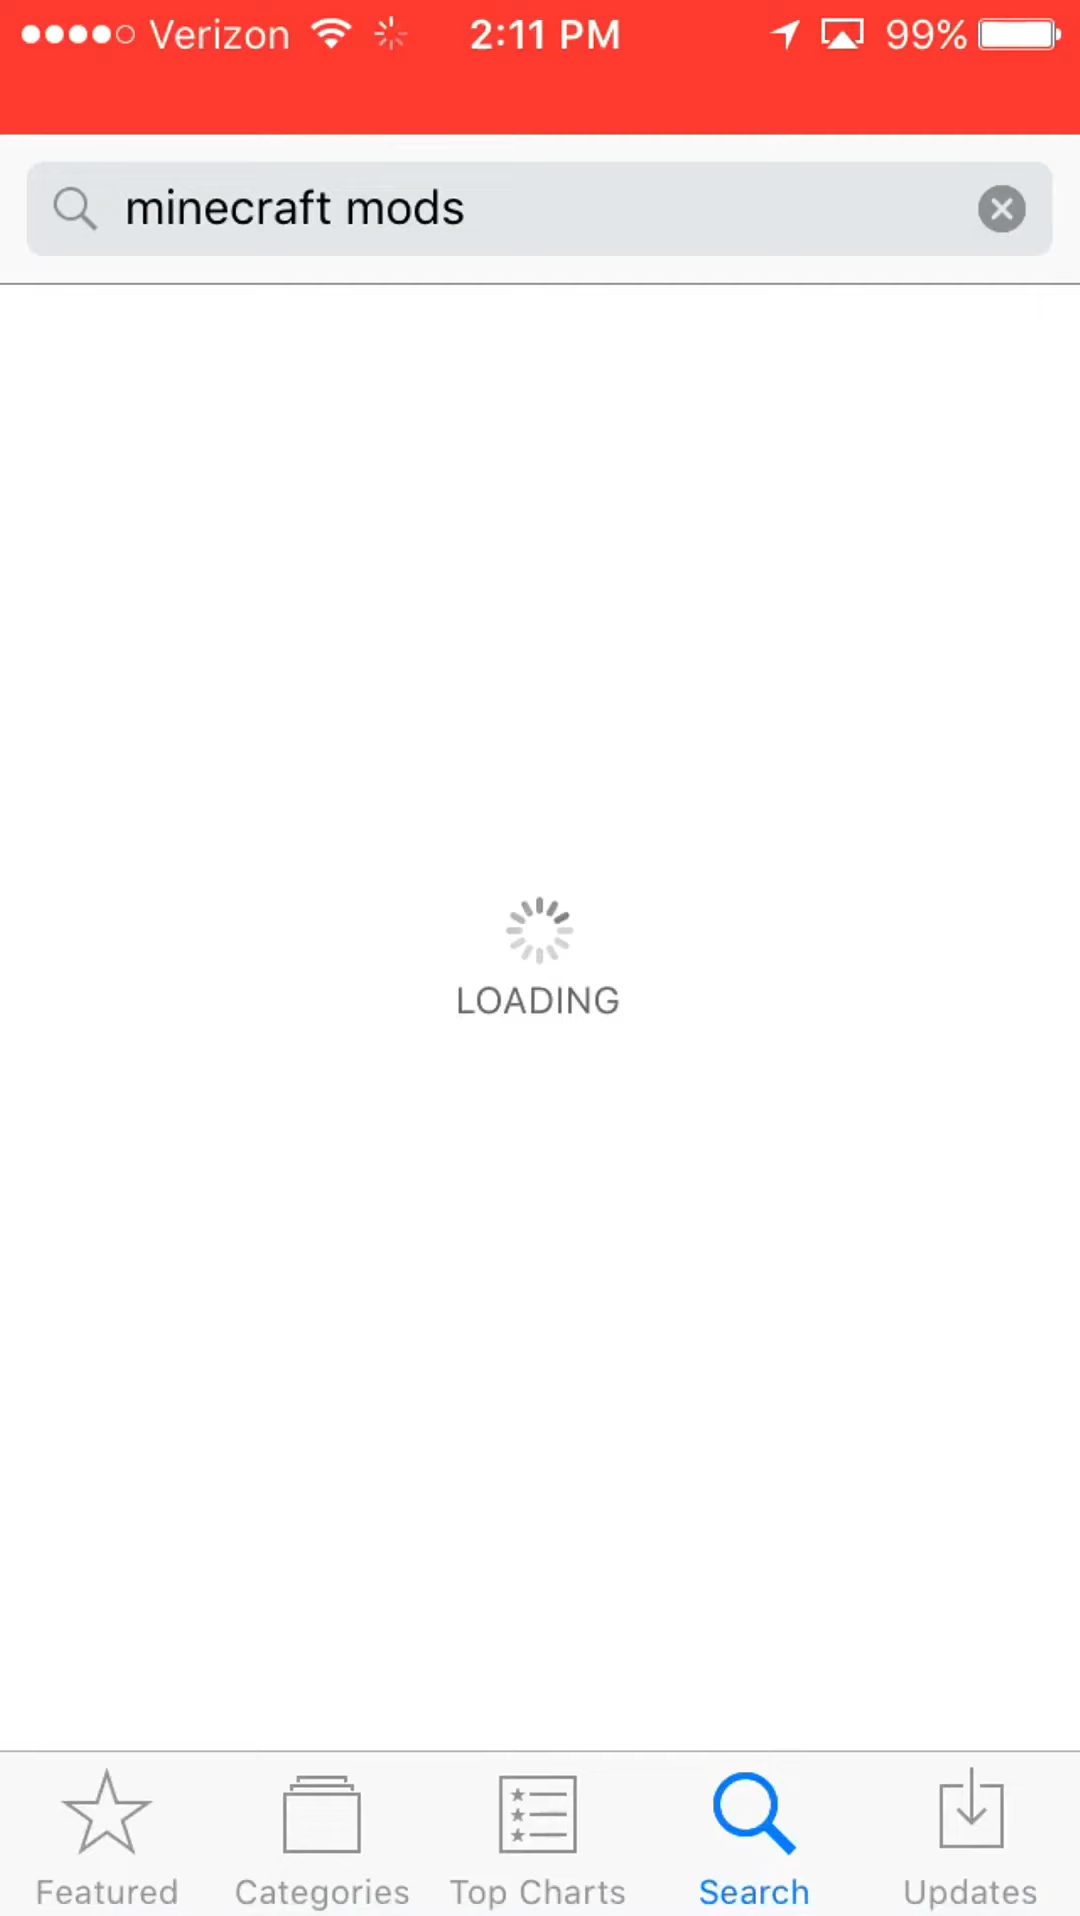 Verizon 2:11 PM 99%
minecraft mods
LOADING
Featured Categories Top Charts Search Updates